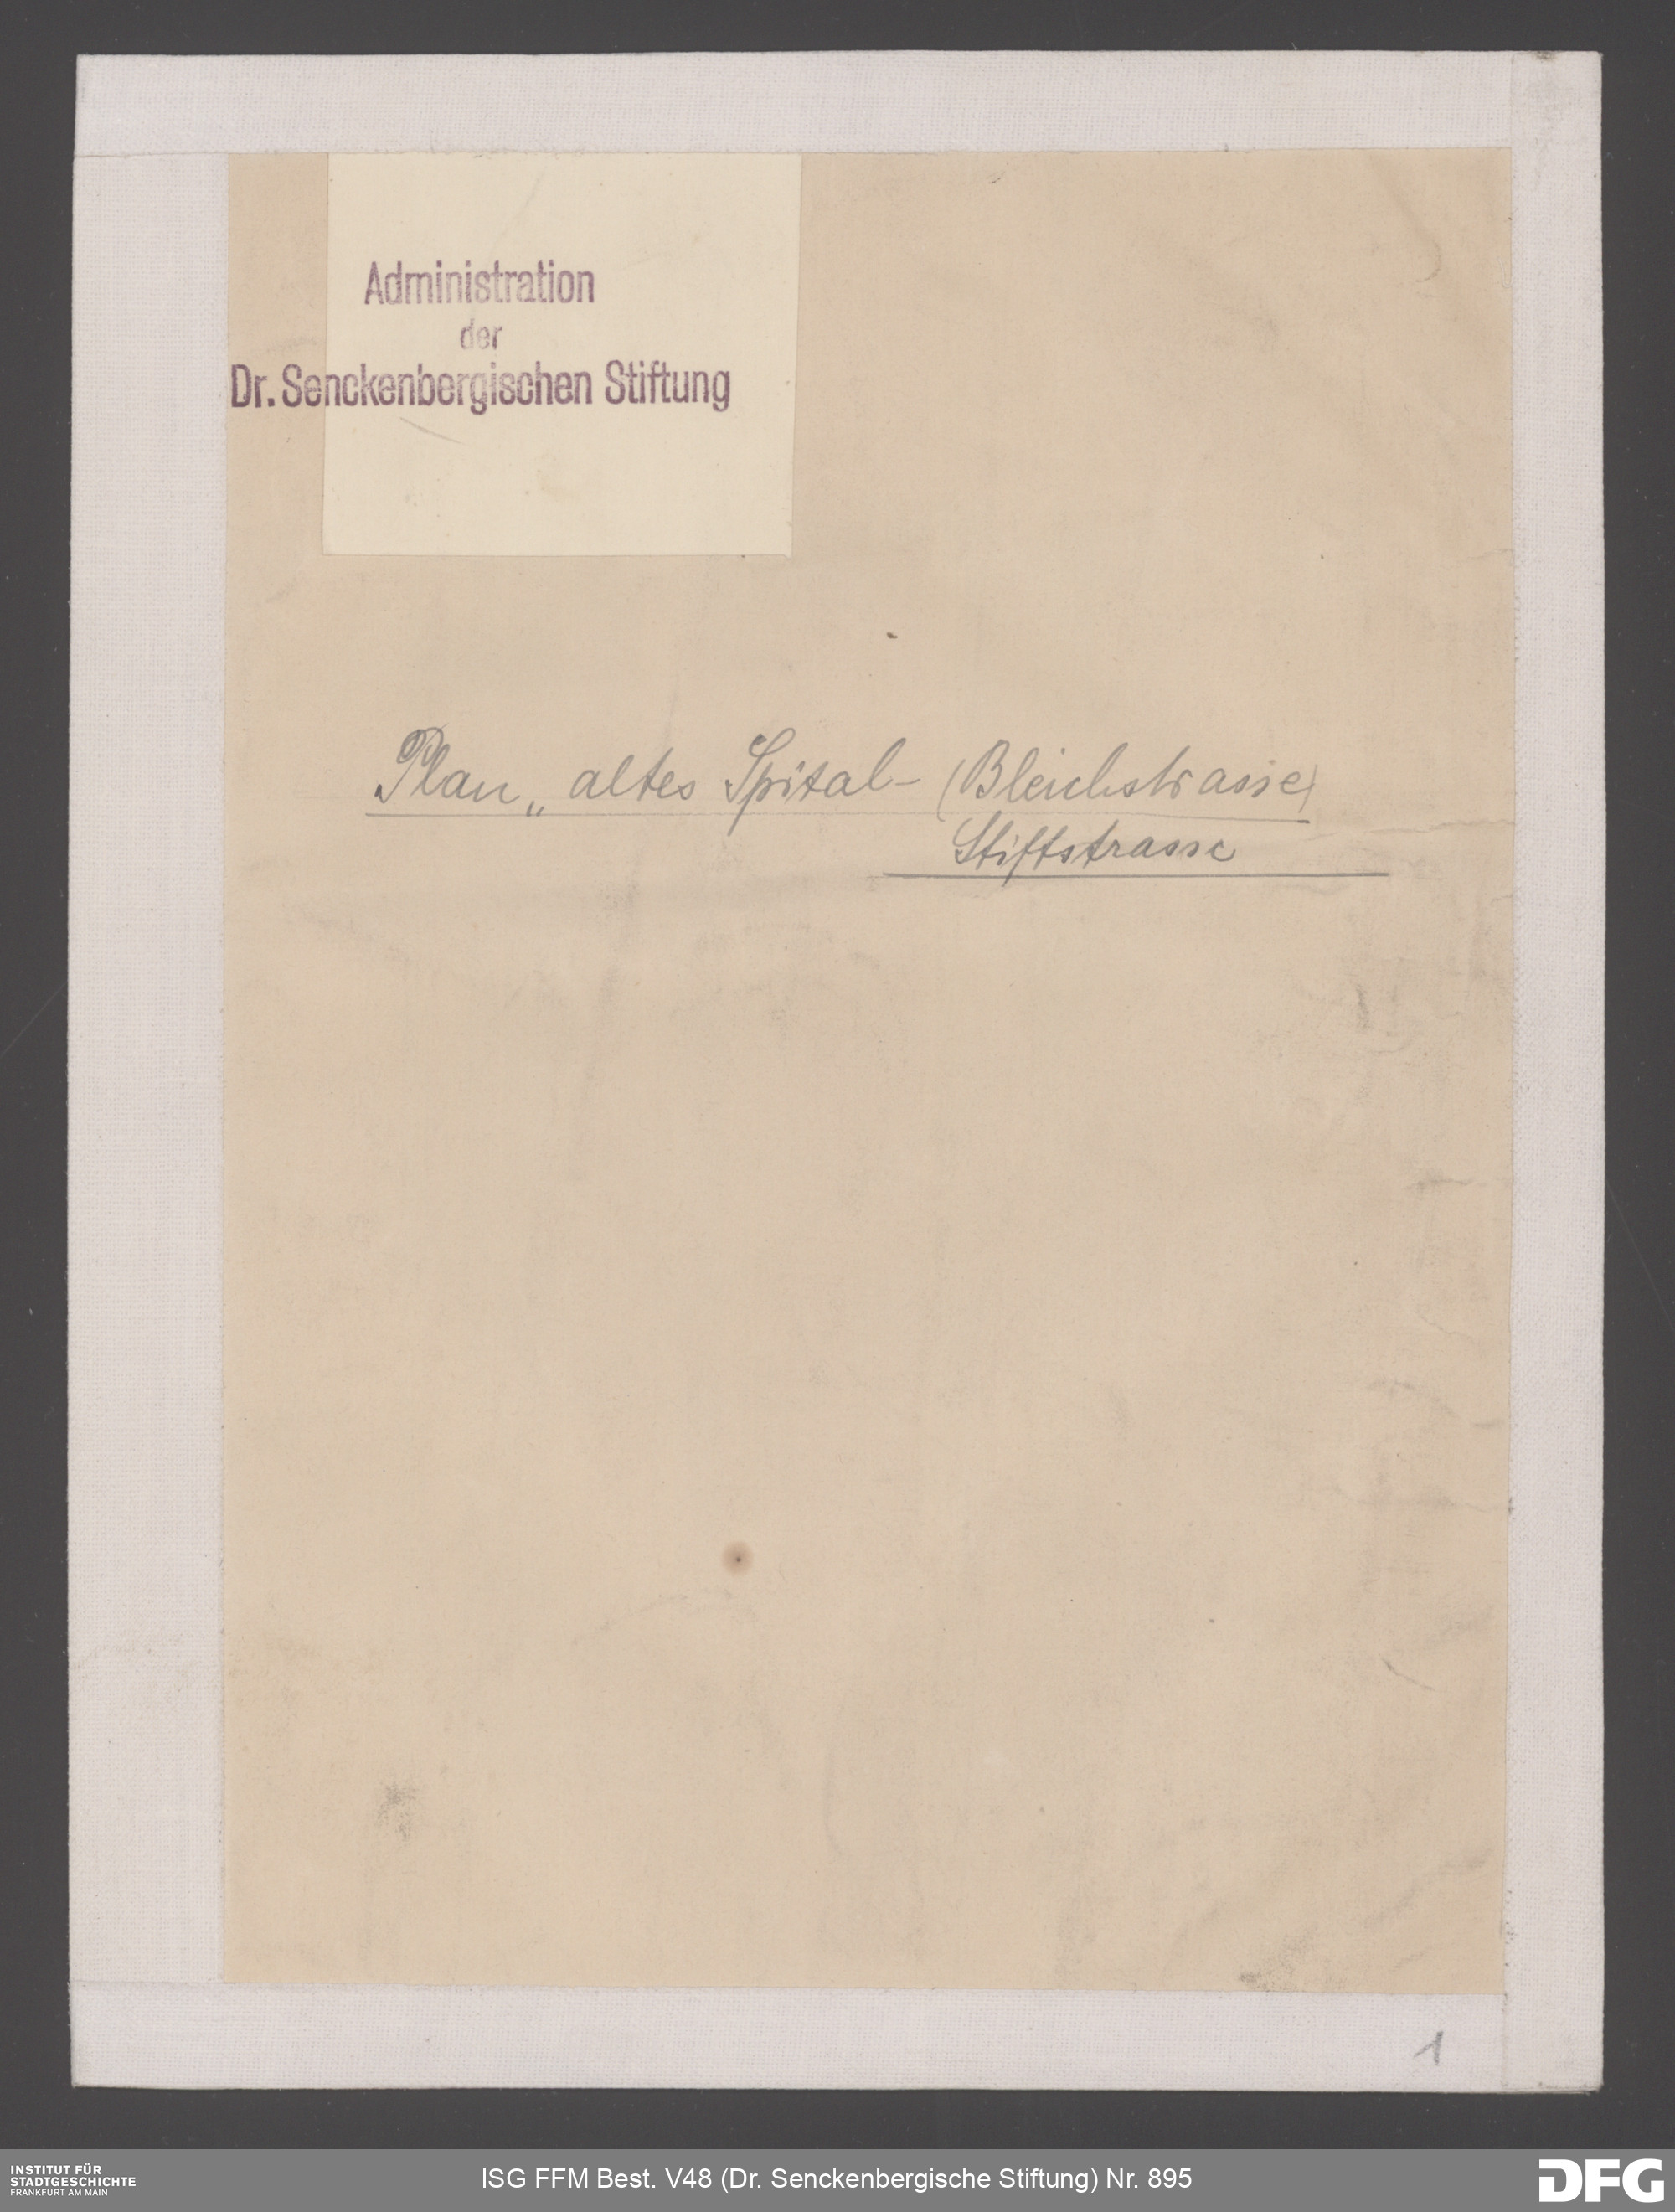 Administration
der
Dr. Senckenbergischen Stiftung
Plan „ altes Spital- (Bleichstrasse)
Stiftstrasse
1
INSTITUT FÜR
STADTGESCHICHTE
FRANKFURT AM MAIN
ISG FFM Best. V48 (Dr. Senckenbergische Stiftung) Nr. 895
DFG